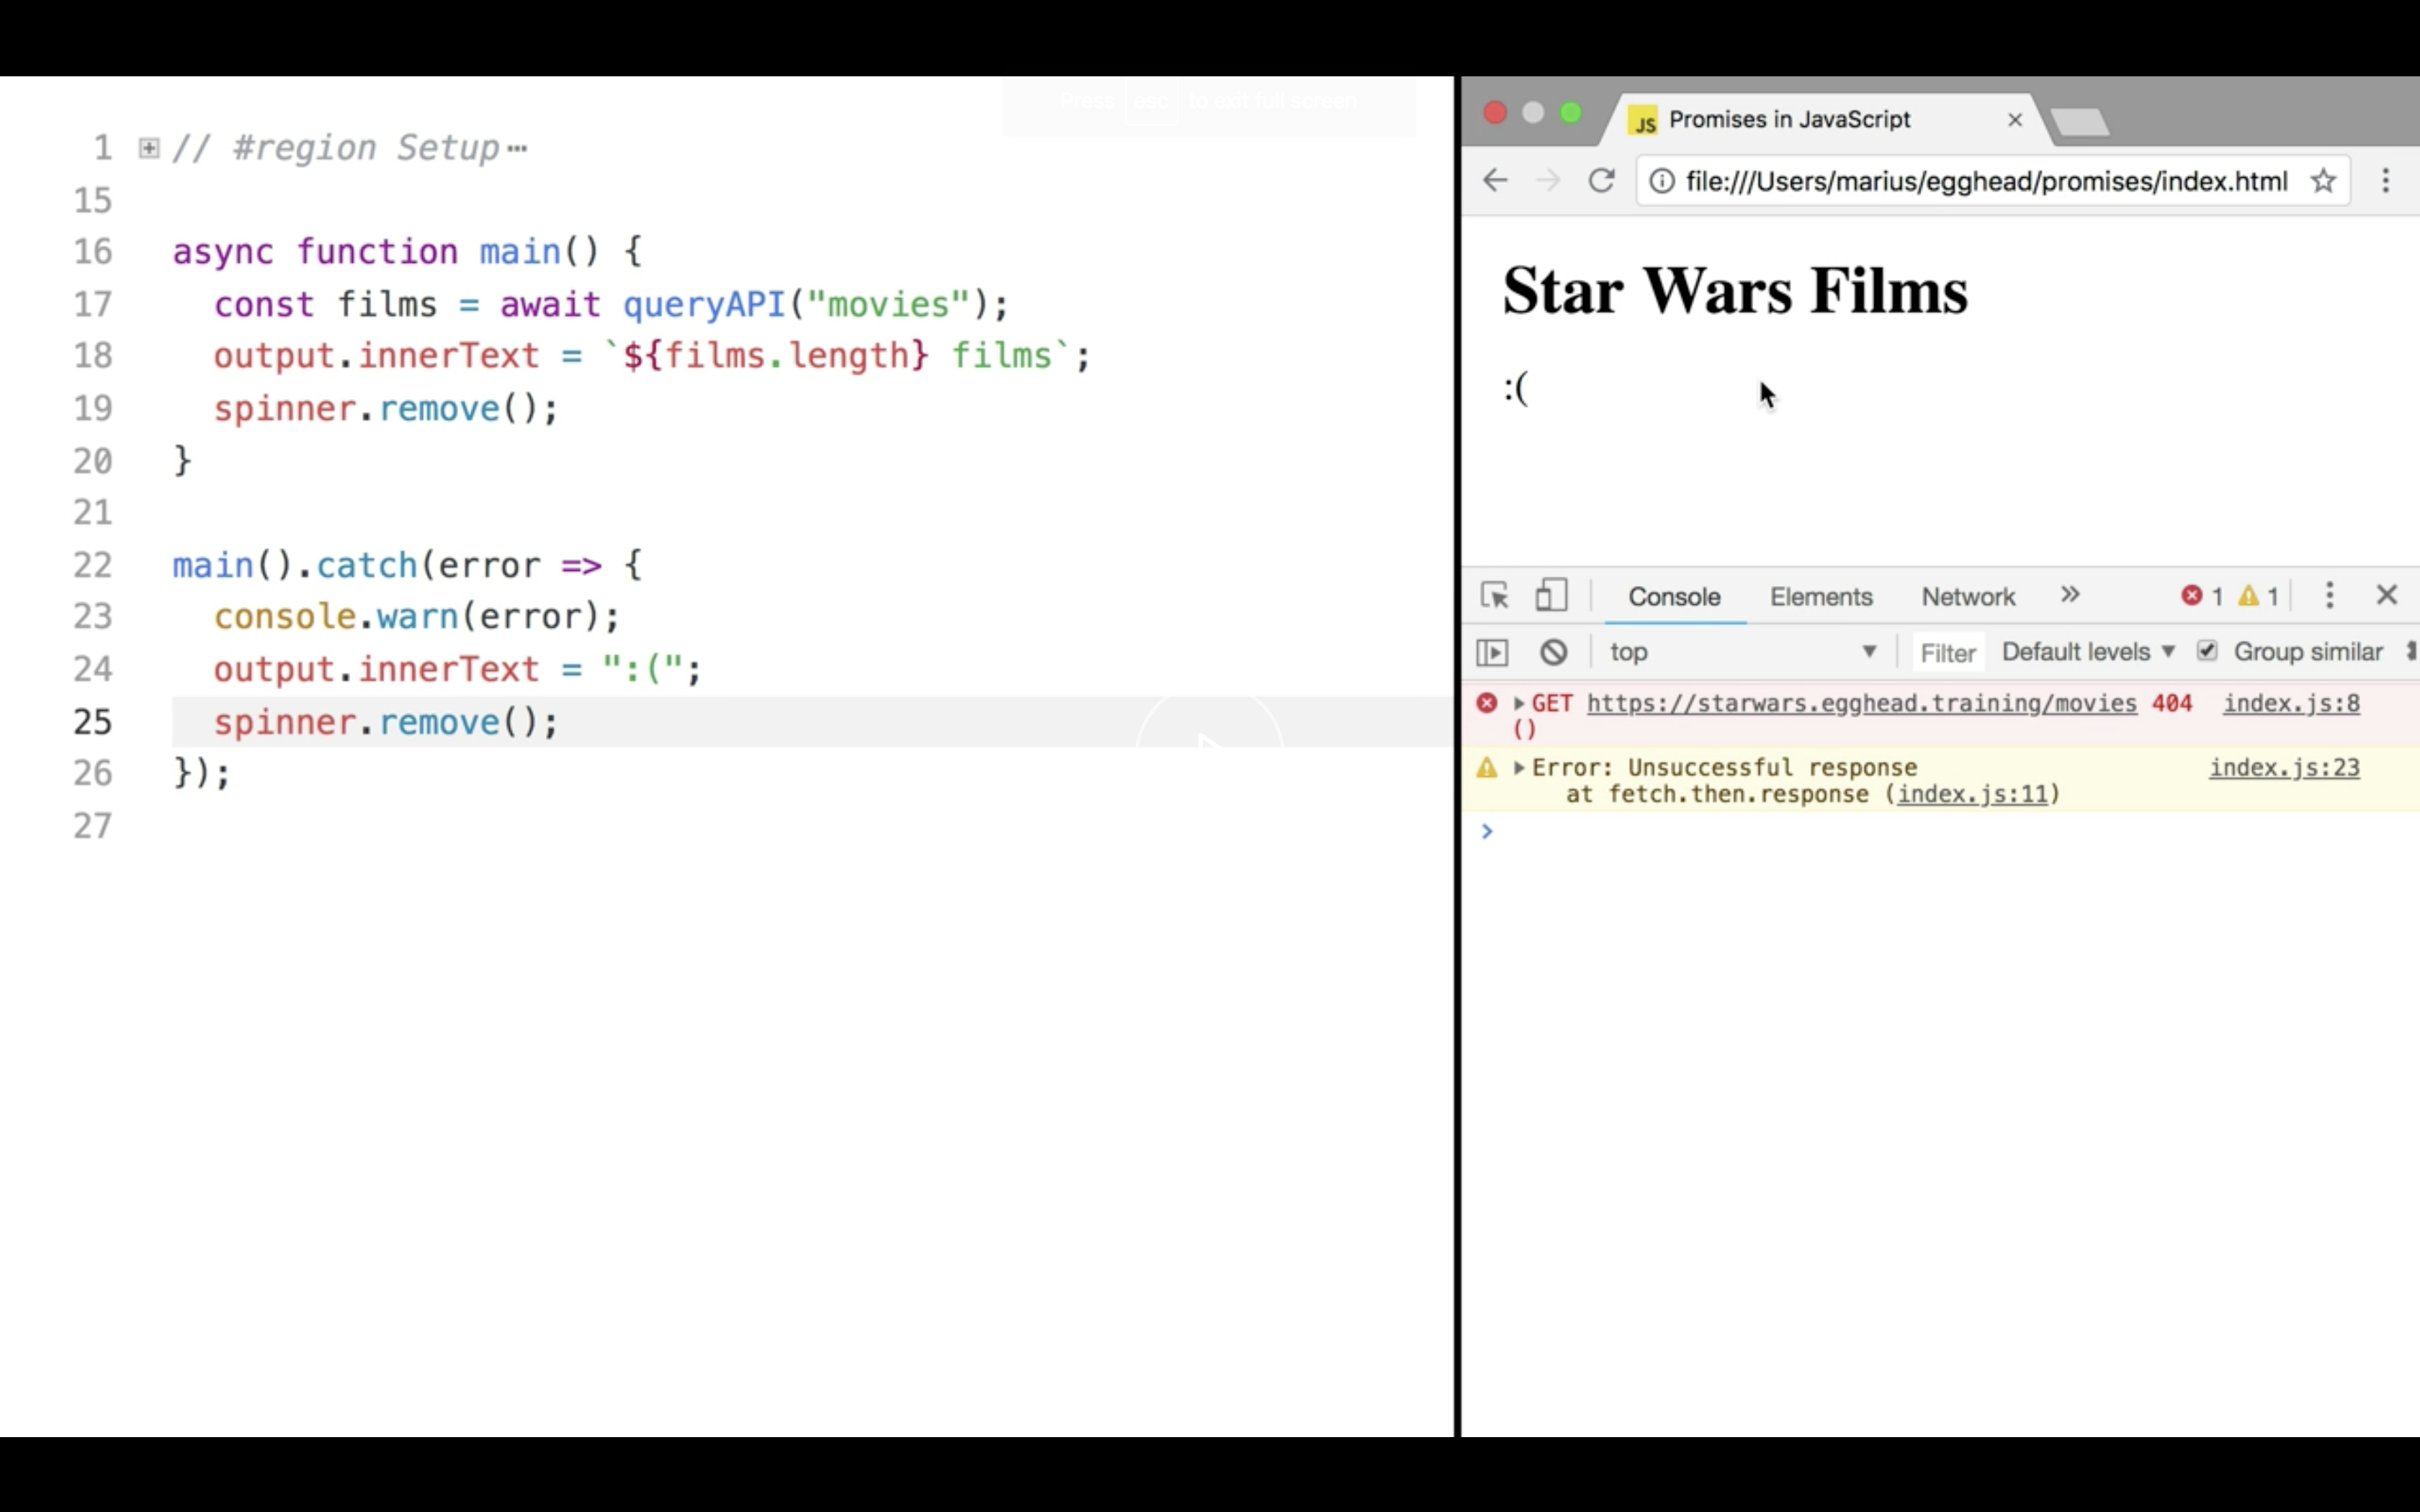 Press esc to exit full screen
1 // #region Setup⋯
15
16 async function main() {
17 const films = await queryAPI("movies");
18 output.innerText = `${films.length} films`;
19 spinner.remove();
20 }
21
22 main().catch(error => {
23 console.warn(error);
24 output.innerText = ":(";
25 spinner.remove();
26 });
27
JS Promises in JavaScript
file:///Users/marius/egghead/promises/index.html
Star Wars Films
:(
Console Elements Network » 1 1
top Filter Default levels Group similar
GET https://starwars.egghead.training/movies 404 index.js:8
()
Error: Unsuccessful response index.js:23
at fetch.then.response (index.js:11)
>